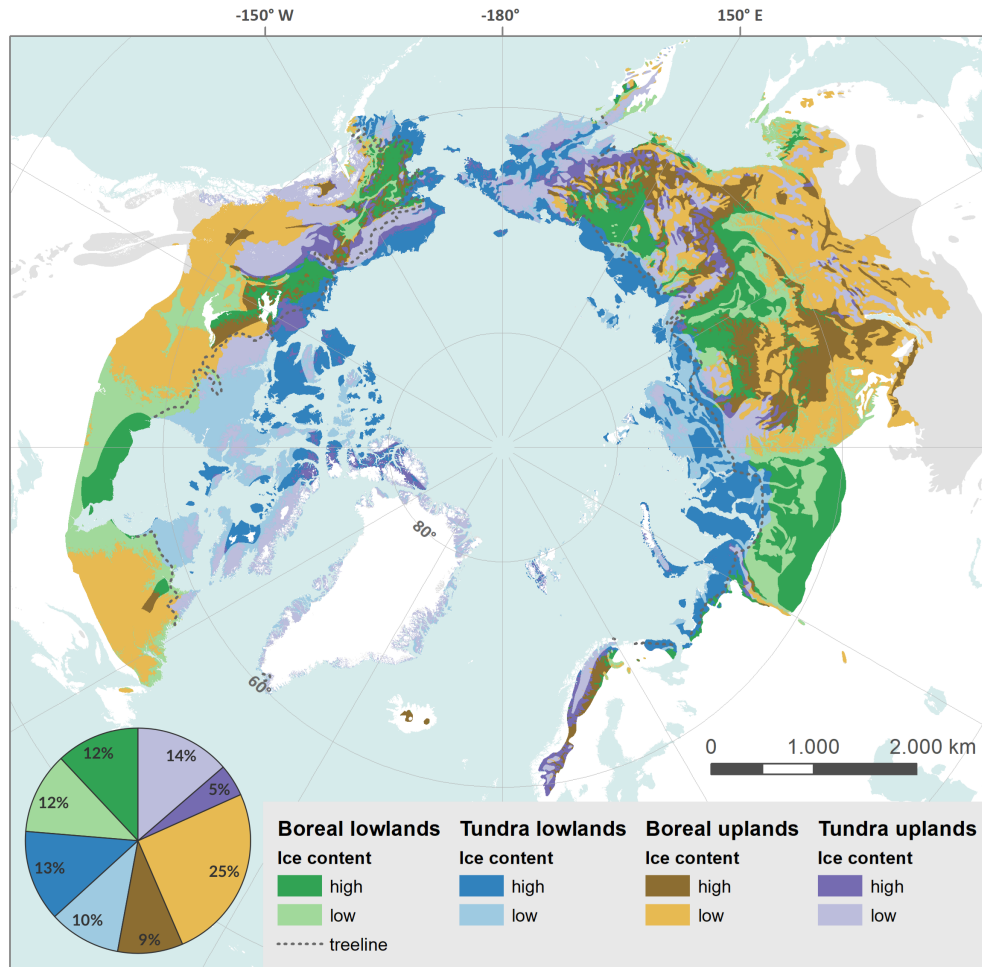 -150° W -180° 150° E
80°
60°
0 1.000 2.000 km
12% 14%
5%
12%
25%
13%
10%
9%
Boreal lowlands Tundra lowlands Boreal uplands Tundra uplands
Ice content Ice content Ice content Ice content
high high high high
low low low low
treeline